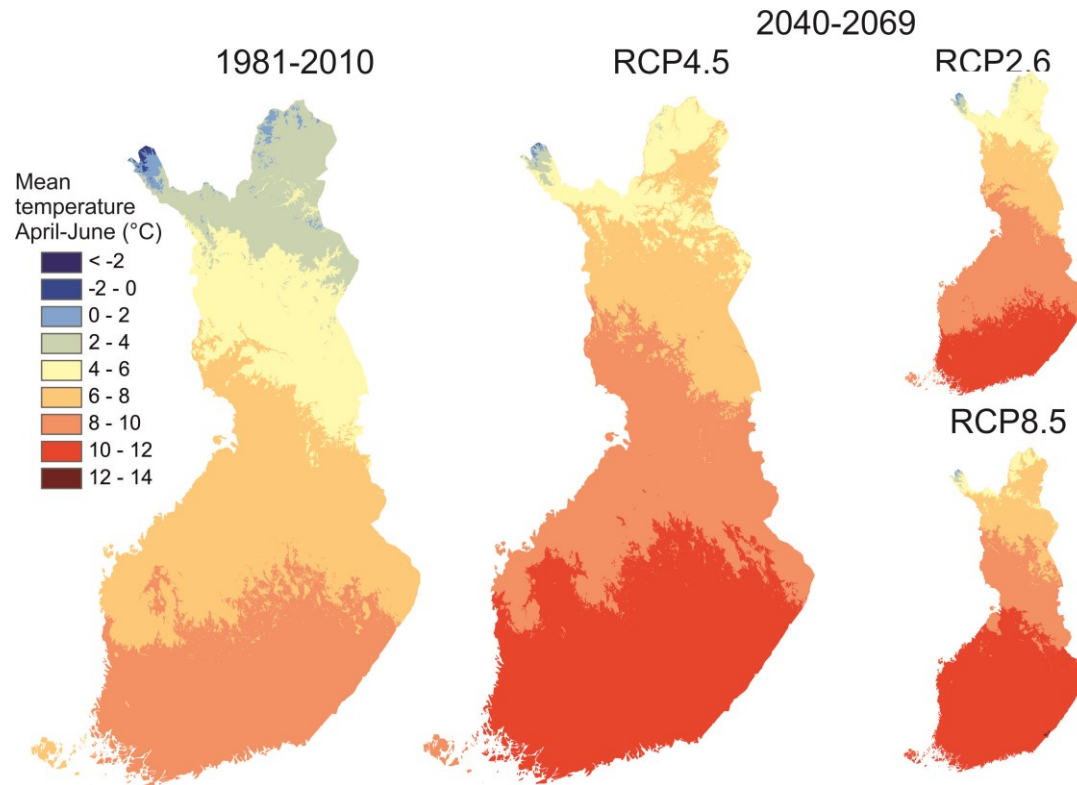 2040-2069
1981-2010
RCP4.5
RCP2.6
Mean
temperature
April-June (°C)
< -2
-2 - 0
0 - 2
2 - 4
4 - 6
6 - 8
8 - 10
10 - 12
12 - 14
RCP8.5